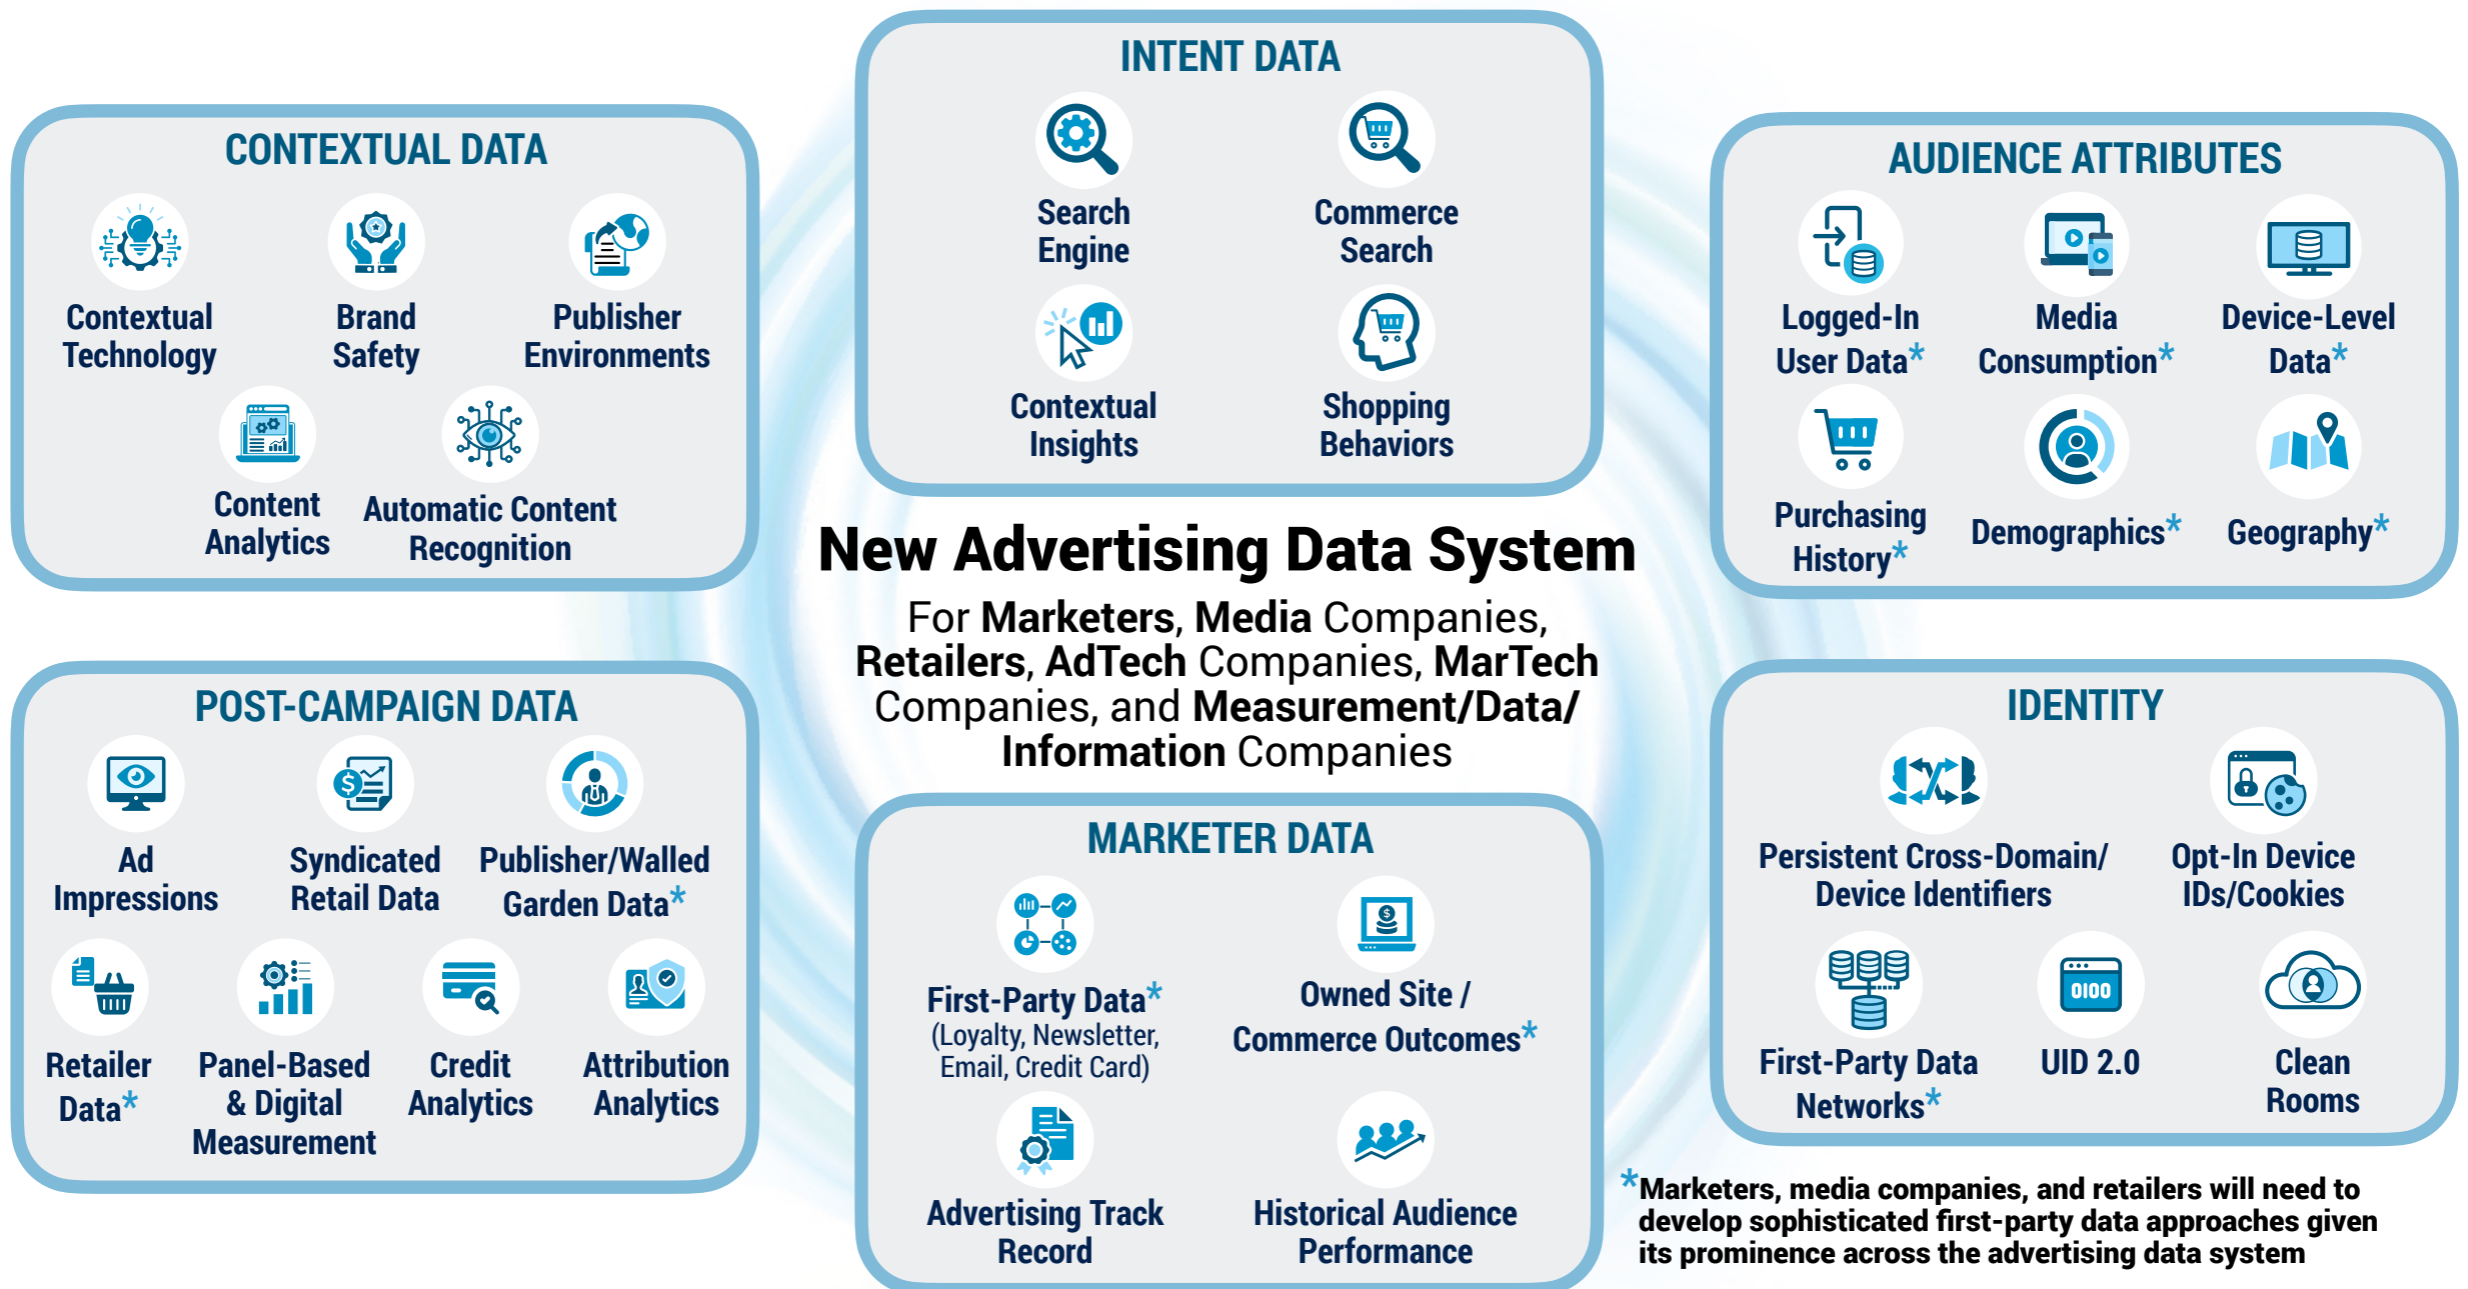 INTENT DATA
Search
Engine
Commerce
Search
Contextual
Insights
Shopping
Behaviors
CONTEXTUAL DATA
Contextual
Technology
Brand
Safety
Publisher
Environments
Content
Analytics
Automatic Content
Recognition
AUDIENCE ATTRIBUTES
Logged-In
User Data*
Media
Consumption*
Device-Level
Data*
Purchasing
History*
Demographics*
Geography*
New Advertising Data System
For Marketers, Media Companies,
Retailers, AdTech Companies, MarTech
Companies, and Measurement/Data/
Information Companies
POST-CAMPAIGN DATA
Ad
Impressions
Syndicated
Retail Data
Publisher/Walled
Garden Data*
Retailer
Data*
Panel-Based
& Digital
Measurement
Credit
Analytics
Attribution
Analytics
MARKETER DATA
First-Party Data*
(Loyalty, Newsletter,
Email, Credit Card)
Owned Site /
Commerce Outcomes*
Advertising Track
Record
Historical Audience
Performance
IDENTITY
Persistent Cross-Domain/
Device Identifiers
Opt-In Device
IDs/Cookies
First-Party Data
Networks*
0100
UID 2.0
Clean
Rooms
*Marketers, media companies, and retailers will need to
develop sophisticated first-party data approaches given
its prominence across the advertising data system